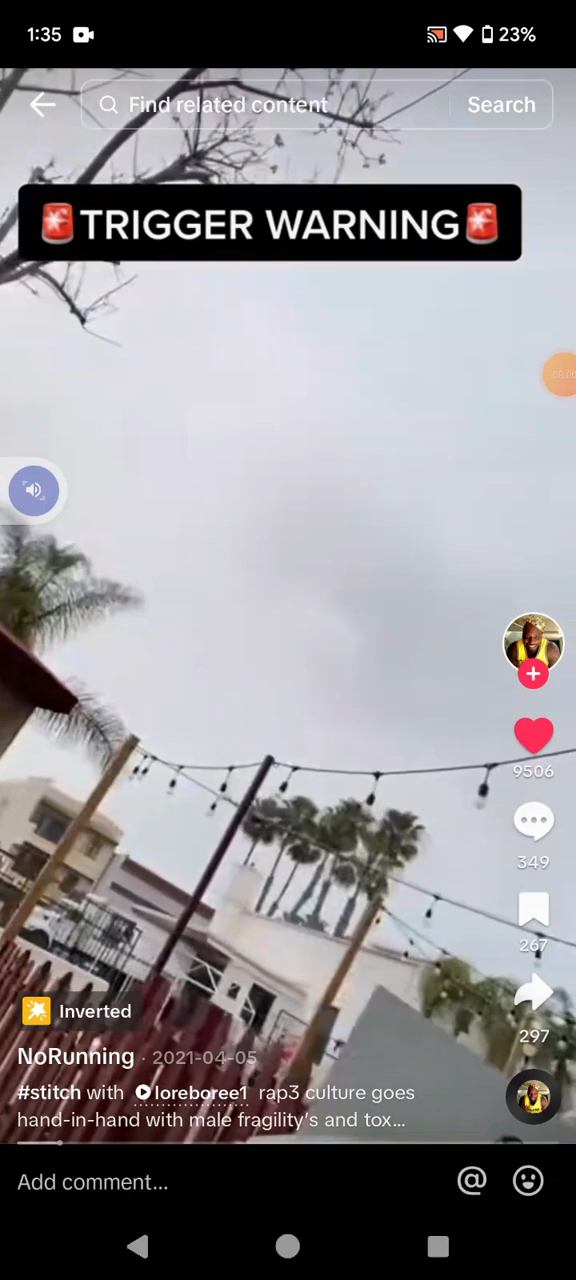 1:35 23%
Find related content Search
🚨TRIGGER WARNING🚨
9506
349
267
297
Inverted
NoRunning · 2021-04-05
#stitch with loreboree1 rap3 culture goes
hand-in-hand with male fragility's and tox...
Add comment...